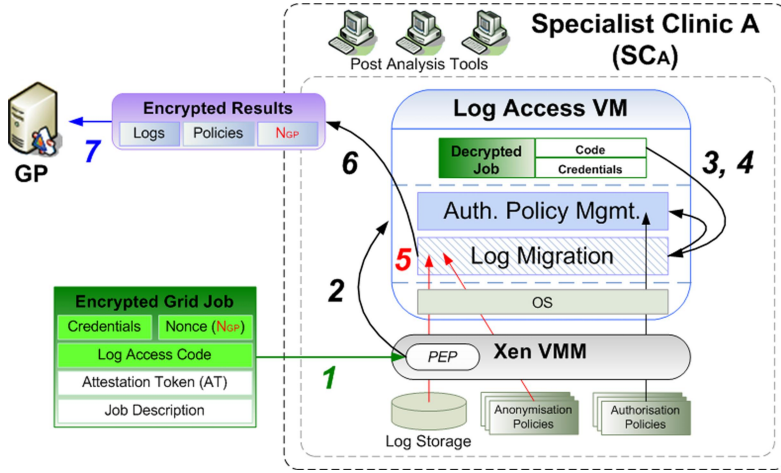 Specialist Clinic A
(SCA)
Post Analysis Tools
Encrypted Results
Logs
Policies
NGP
7
GP
6
Log Access VM
Decrypted
Job
Code
Credentials
3, 4
Auth. Policy Mgmt.
5
Log Migration
2
OS
Encrypted Grid Job
Credentials
Nonce (NGP)
Log Access Code
Attestation Token (AT)
Job Description
1
PEP
Xen VMM
Log Storage
Anonymisation
Policies
Authorisation
Policies